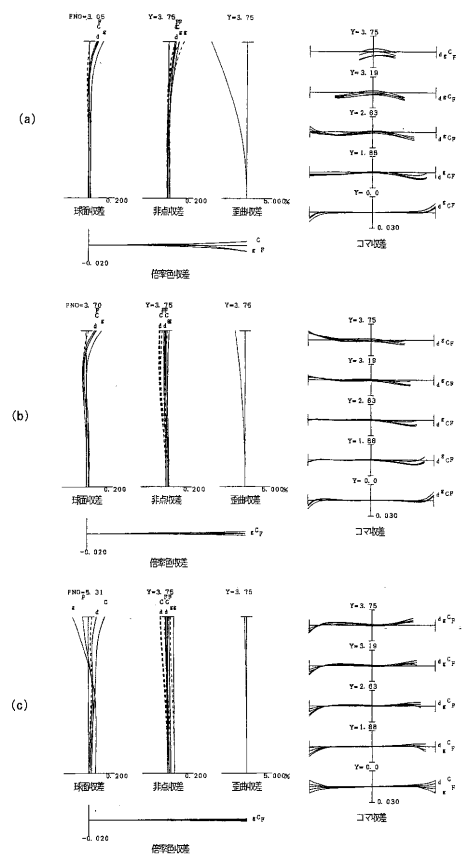 FNO=3.05
Y=3.75
Y=3.75
Y=3.75
F
C
g
d
d g C F
Y=3.19
d g C F
(a)
Y=2.63
d g C F
Y=1.88
d g C F
Y=0.0
d g C F
0.200
0.200
5.000%
球面収差
非点収差
歪曲収差
0.030
コマ収差
C
g F
-0.020
倍率色収差
FNO=3.70
Y=3.75
Y=3.75
Y=3.75
F
C
g
d
d g C F
Y=3.19
d g C F
(b)
Y=2.63
d g C F
Y=1.88
d g C F
Y=0.0
d g C F
0.200
0.200
5.000%
球面収差
非点収差
歪曲収差
0.030
コマ収差
g C F
-0.020
倍率色収差
FNO=5.31
Y=3.75
Y=3.75
Y=3.75
F
g
C
d
d g C F
Y=3.19
d g C F
(c)
Y=2.63
d g C F
Y=1.88
d g C F
Y=0.0
d C
g F
0.200
0.200
5.000%
球面収差
非点収差
歪曲収差
0.030
コマ収差
g C F
-0.020
倍率色収差